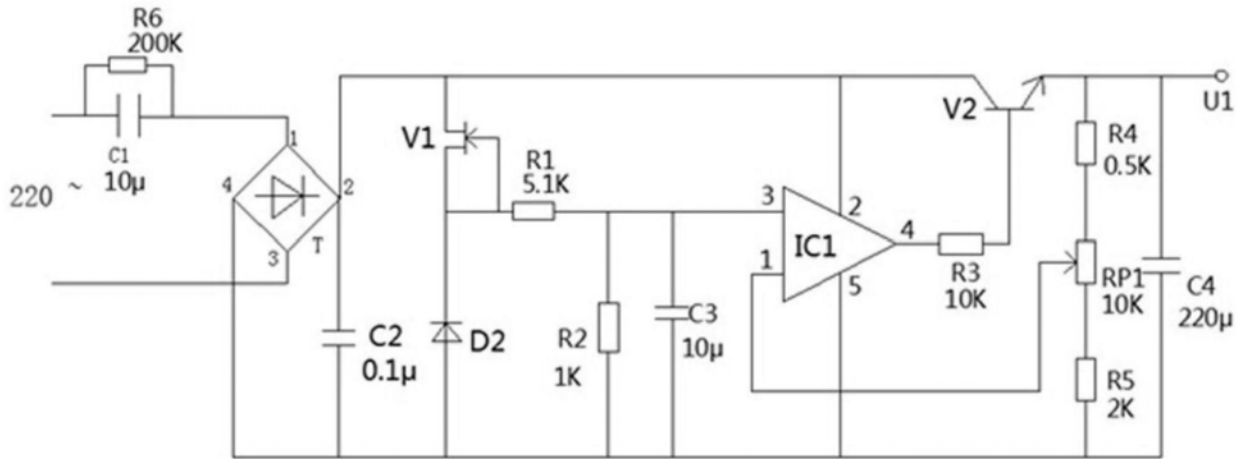 R6
200K
C1
10μ
220 ~
1
4
2
3
T
C2
0.1μ
V1
D2
R1
5.1K
R2
1K
C3
10μ
3
2
IC1
4
1
5
R3
10K
V2
U1
R4
0.5K
RP1
10K
C4
220μ
R5
2K